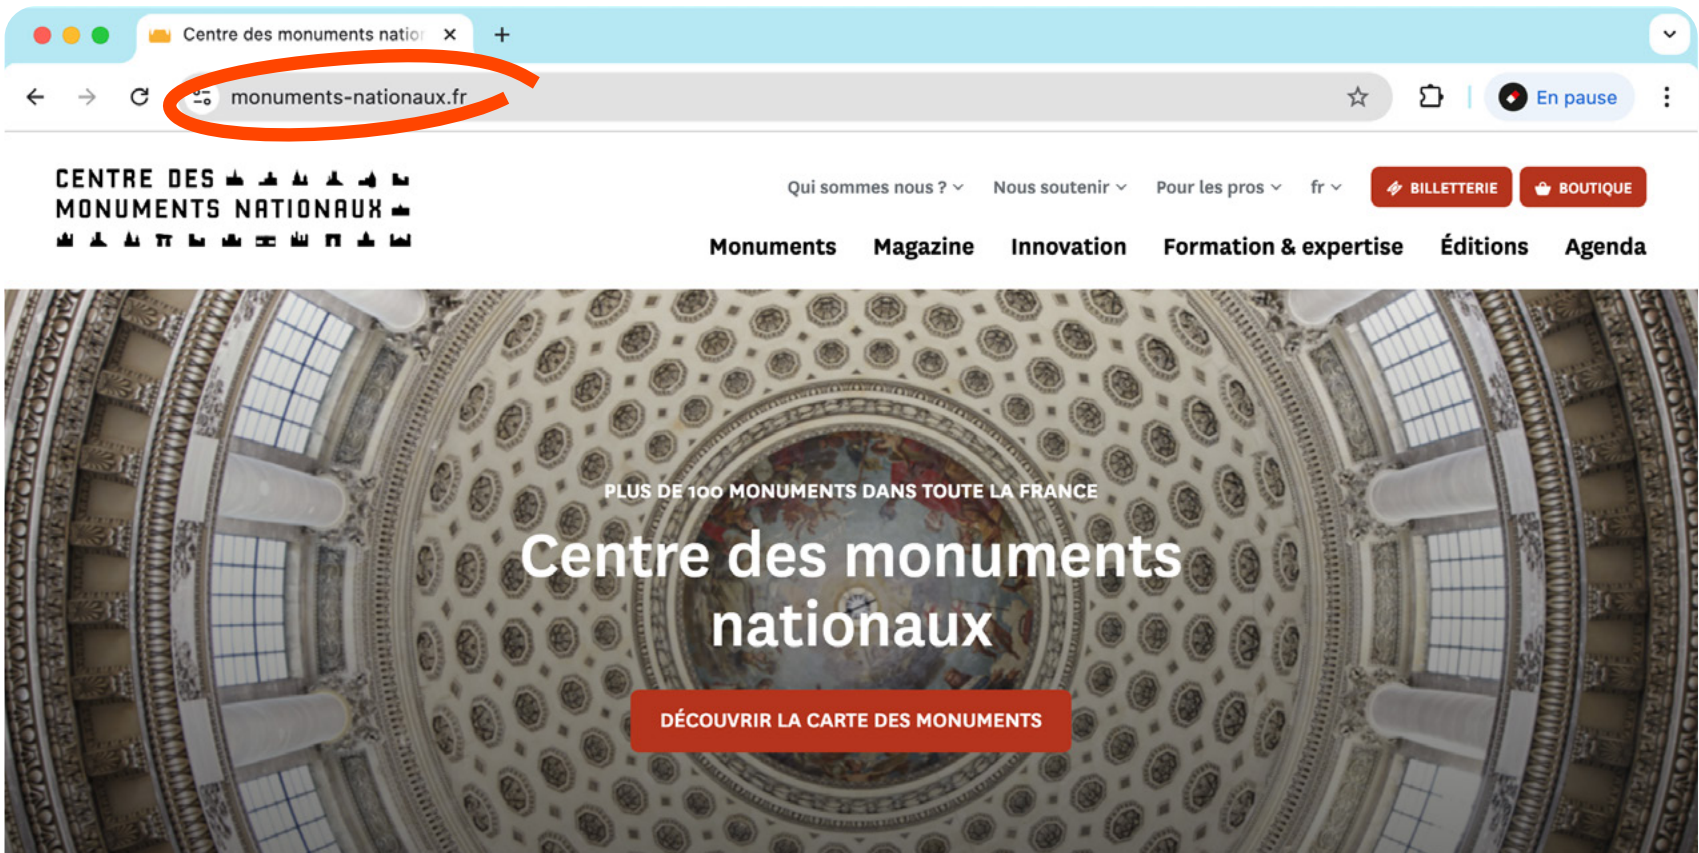 Centre des monuments natio
monuments-nationaux.fr
En pause
CENTRE DES
MONUMENTS NATIONAUX
Qui sommes nous ? Nous soutenir Pour les pros fr BILLETTERIE BOUTIQUE
Monuments Magazine Innovation Formation & expertise Éditions Agenda
PLUS DE 100 MONUMENTS DANS TOUTE LA FRANCE
Centre des monuments
nationaux
DÉCOUVRIR LA CARTE DES MONUMENTS